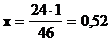 x = 24·1/46 = 0,52